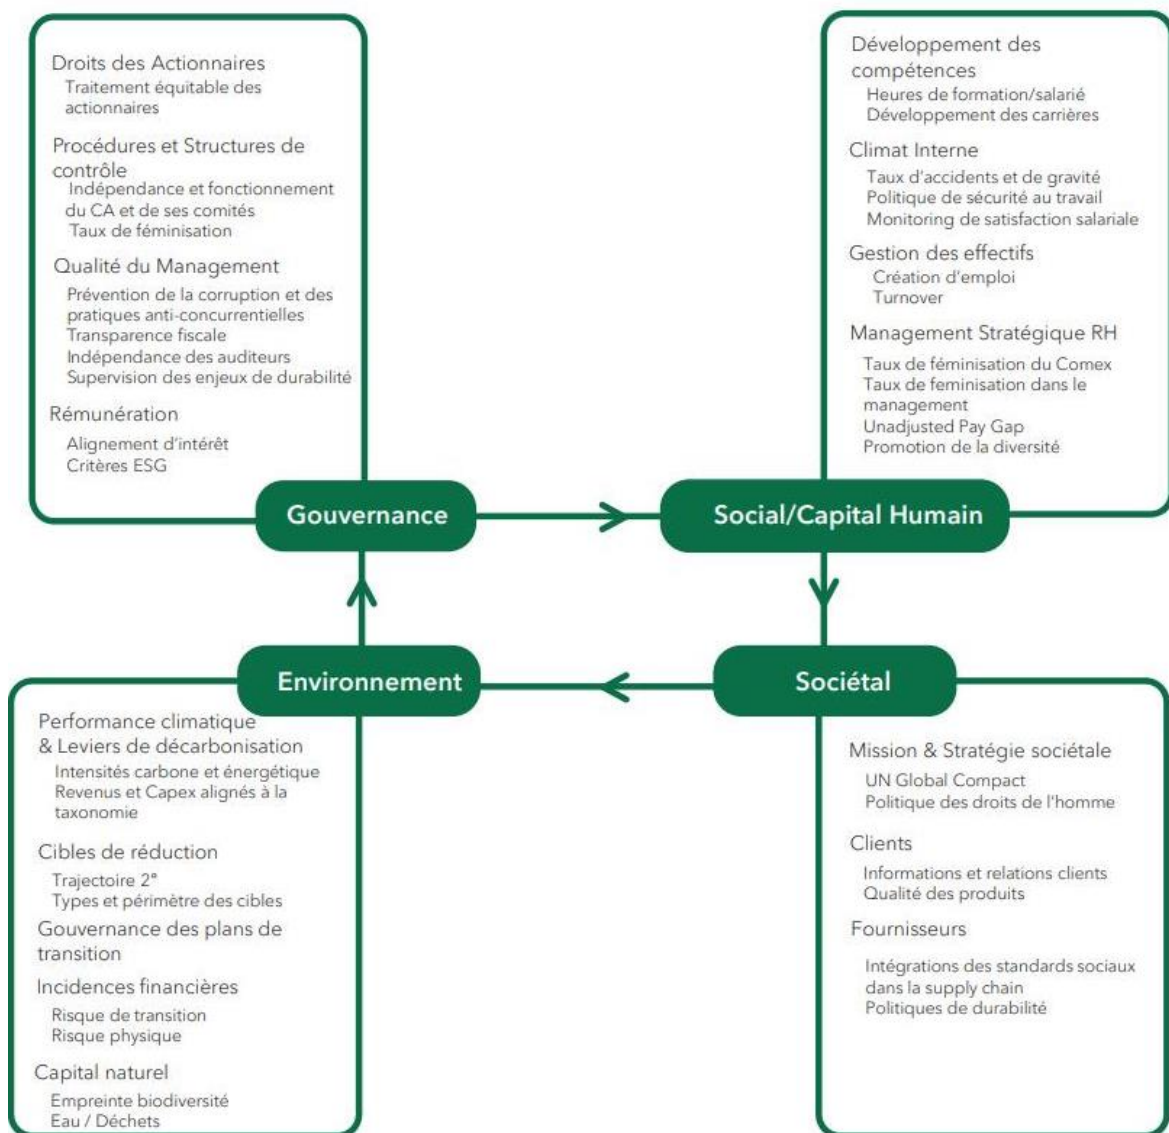 Droits des Actionnaires
Traitement équitable des
actionnaires
Procédures et Structures de
contrôle
Indépendance et fonctionnement
du CA et de ses comités
Taux de féminisation
Qualité du Management
Prévention de la corruption et des
pratiques anti-concurrentielles
Transparence fiscale
Indépendance des auditeurs
Supervision des enjeux de durabilité
Rémunération
Alignement d'intérêt
Critères ESG
Gouvernance
Développement des
compétences
Heures de formation/salarié
Développement des carrières
Climat Interne
Taux d'accidents et de gravité
Politique de sécurité au travail
Monitoring de satisfaction salariale
Gestion des effectifs
Création d'emploi
Turnover
Management Stratégique RH
Taux de féminisation du Comex
Taux de feminisation dans le
management
Unadjusted Pay Gap
Promotion de la diversité
Social/Capital Humain
Environnement
Performance climatique
& Leviers de décarbonisation
Intensités carbone et énergétique
Revenus et Capex alignés à la
taxonomie
Cibles de réduction
Trajectoire 2°
Types et périmètre des cibles
Gouvernance des plans de
transition
Incidences financières
Risque de transition
Risque physique
Capital naturel
Empreinte biodiversité
Eau / Déchets
Sociétal
Mission & Stratégie sociétale
UN Global Compact
Politique des droits de l'homme
Clients
Informations et relations clients
Qualité des produits
Fournisseurs
Intégrations des standards sociaux
dans la supply chain
Politiques de durabilité